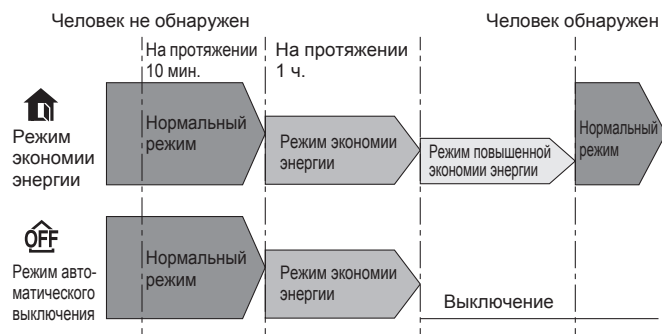 Человек не обнаружен
Человек обнаружен
На протяжении
10 мин.
На протяжении
1 ч.
Режим
экономии
энергии
Нормальный
режим
Режим экономии
энергии
Режим повышенной
экономии энергии
Нормальный
режим
OFF
Режим авто-
матического
выключения
Нормальный
режим
Режим экономии
энергии
Выключение